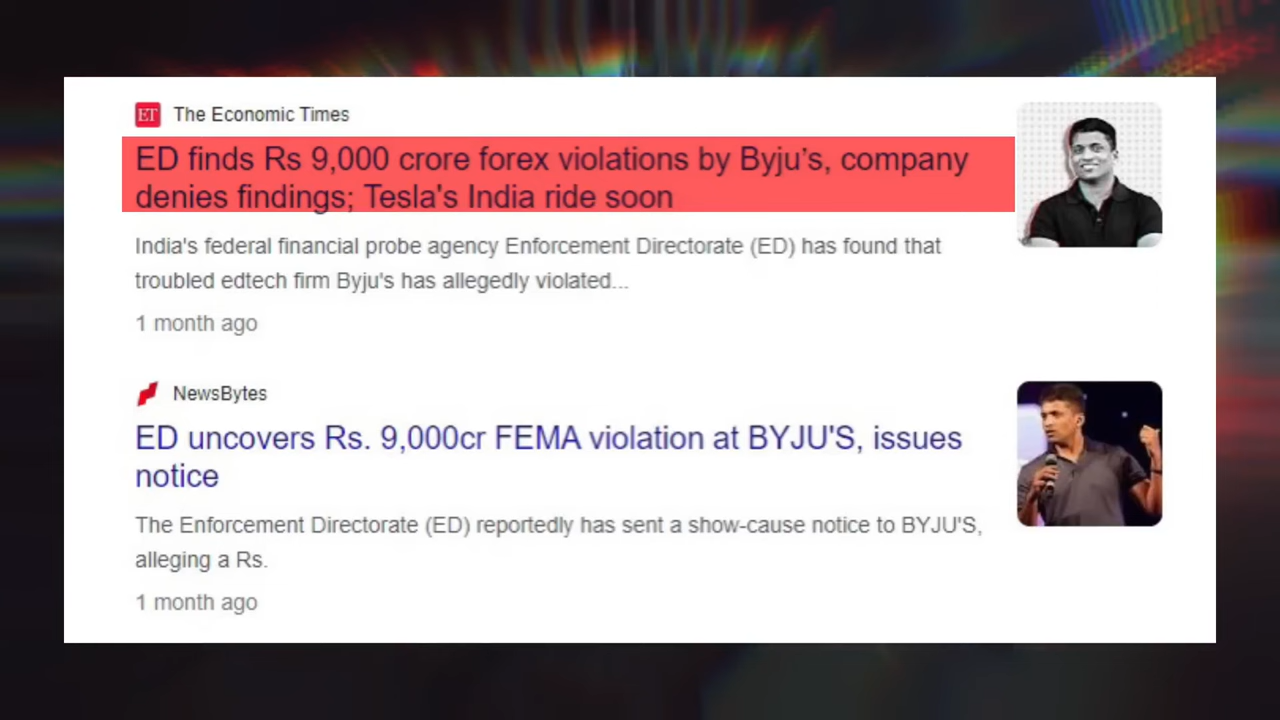 ET The Economic Times
ED finds Rs 9,000 crore forex violations by Byju’s, company
denies findings; Tesla's India ride soon
India's federal financial probe agency Enforcement Directorate (ED) has found that
troubled edtech firm Byju's has allegedly violated...
1 month ago
NewsBytes
ED uncovers Rs. 9,000cr FEMA violation at BYJU'S, issues
notice
The Enforcement Directorate (ED) reportedly has sent a show-cause notice to BYJU'S,
alleging a Rs.
1 month ago